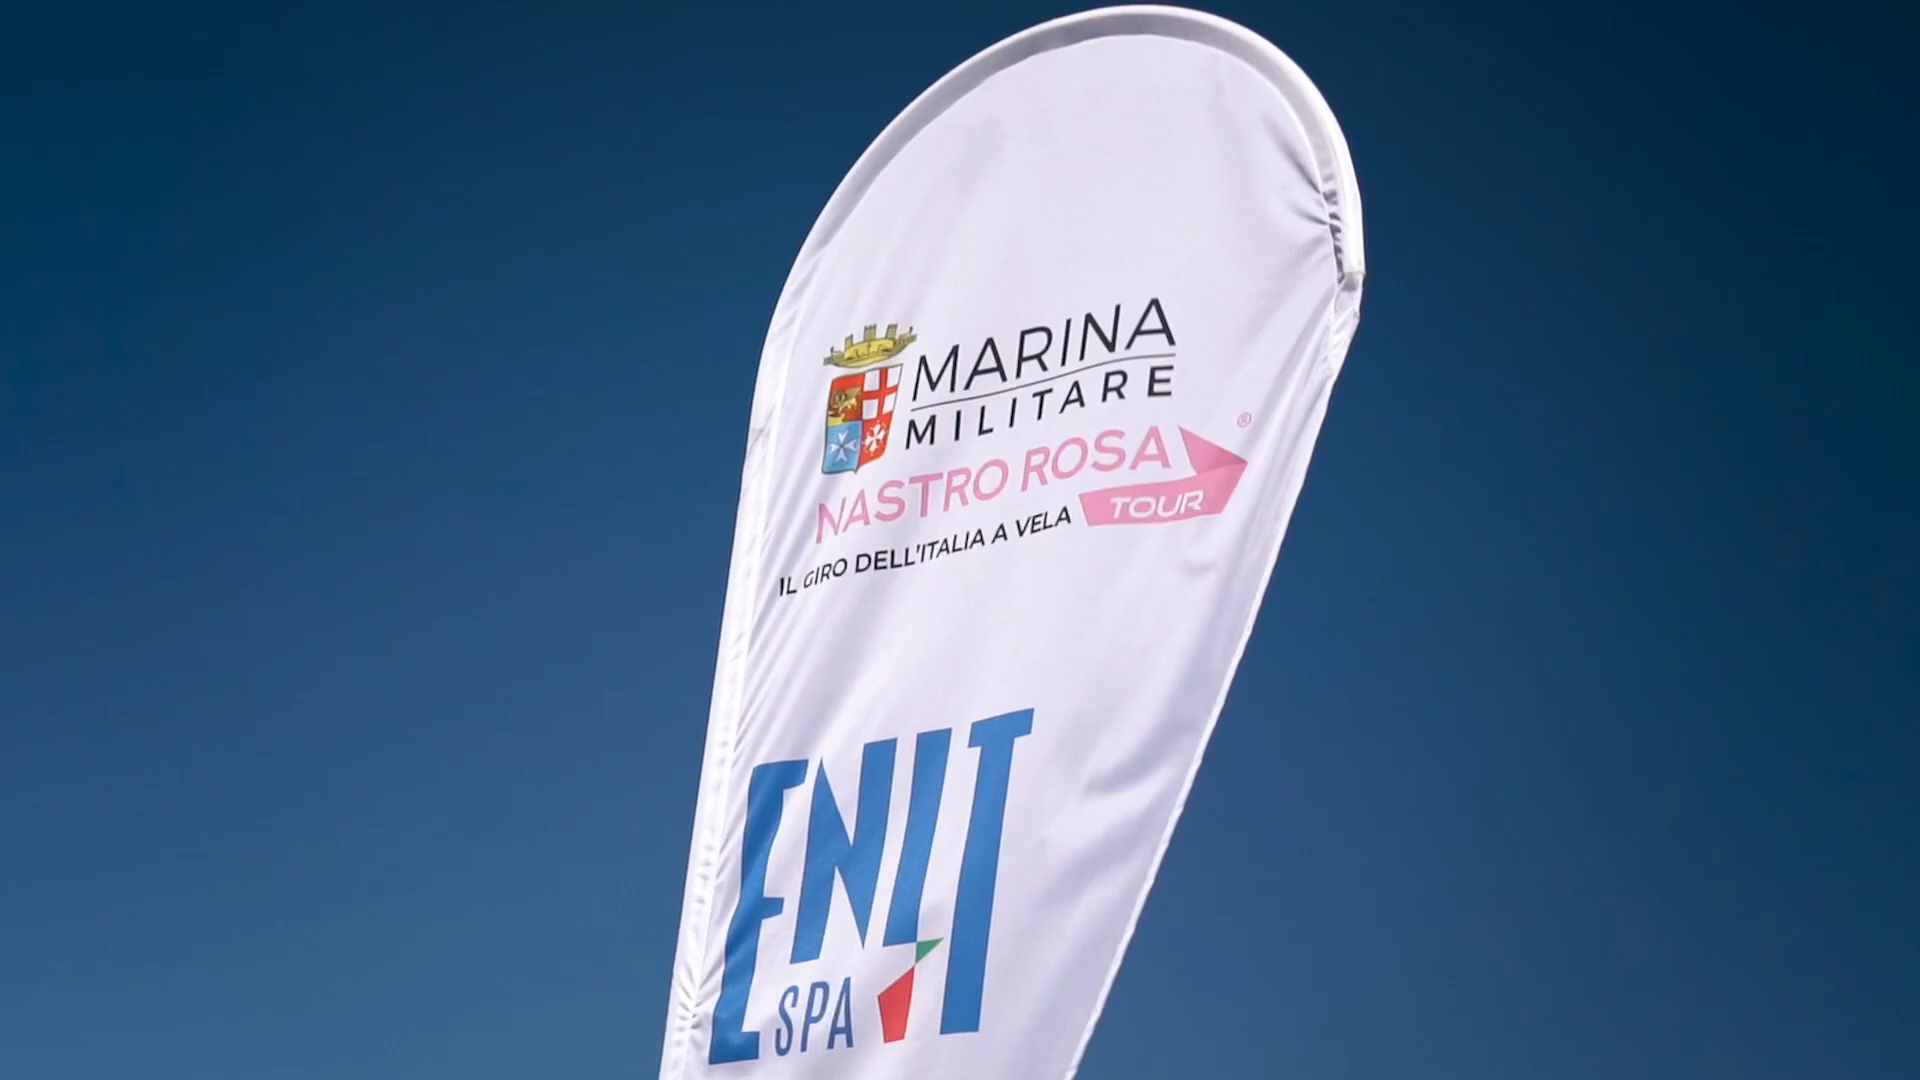 MARINA
MILITARE
NASTRO ROSA ®
TOUR
IL GIRO DELL'ITALIA A VELA
ENIT
SPA